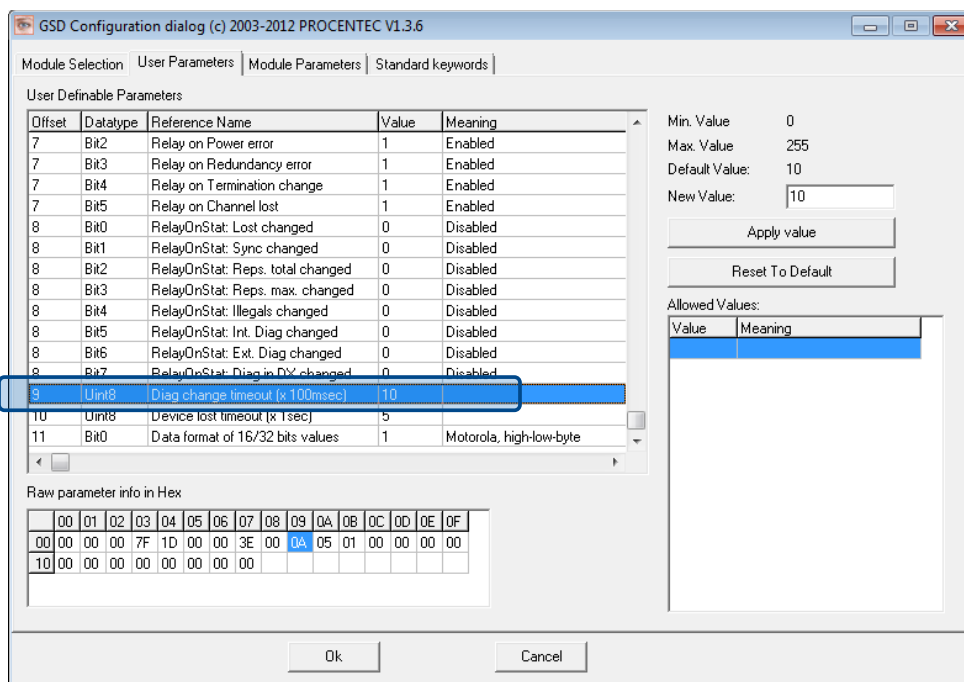 GSD Configuration dialog (c) 2003-2012 PROCENTEC V1.3.6
Module Selection User Parameters Module Parameters Standard keywords
User Definable Parameters
Offset Datatype Reference Name Value Meaning
7 Bit2 Relay on Power error 1 Enabled
7 Bit3 Relay on Redundancy error 1 Enabled
7 Bit4 Relay on Termination change 1 Enabled
7 Bit5 Relay on Channel lost 1 Enabled
8 Bit0 RelayOnStat: Lost changed 0 Disabled
8 Bit1 RelayOnStat: Sync changed 0 Disabled
8 Bit2 RelayOnStat: Reps. total changed 0 Disabled
8 Bit3 RelayOnStat: Reps. max. changed 0 Disabled
8 Bit4 RelayOnStat: Illegals changed 0 Disabled
8 Bit5 RelayOnStat: Int. Diag changed 0 Disabled
8 Bit6 RelayOnStat: Ext. Diag changed 0 Disabled
8 Bit7 RelayOnStat: Diag in DX changed 0 Disabled
9 Uint8 Diag change timeout (x 100msec) 10
10 Uint8 Device lost timeout (x 1sec) 5
11 Bit0 Data format of 16/32 bits values 1 Motorola, high-low-byte
Min. Value 0
Max. Value 255
Default Value: 10
New Value: 10
Apply value
Reset To Default
Allowed Values:
Value Meaning
Raw parameter info in Hex
00 01 02 03 04 05 06 07 08 09 0A 0B 0C 0D 0E 0F
00 00 00 00 7F 1D 00 00 3E 00 0A 05 01 00 00 00 00
10 00 00 00 00 00 00 00 00
Ok Cancel